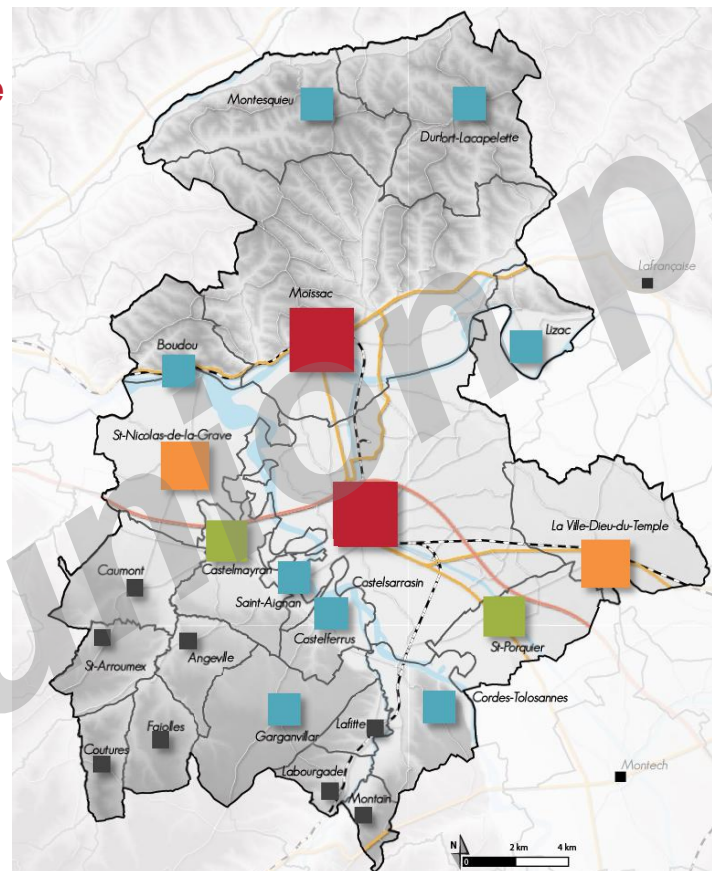 e
Montesquieu
Durfort-Lacapelette
Lafrançaise
Moissac
Lizac
Boudou
St-Nicolas-de-la-Grave
La Ville-Dieu-du-Temple
Castelmayran
Caumont
Castelsarrasin
Saint-Aignan
Castelferrus
St-Porquier
St-Arroumex
Angeville
Cordes-Tolosannes
Garganvillar
Lafitte
Faiolles
Coutures
Labourgade
Montain
Montech
N
0 2 km 4 km